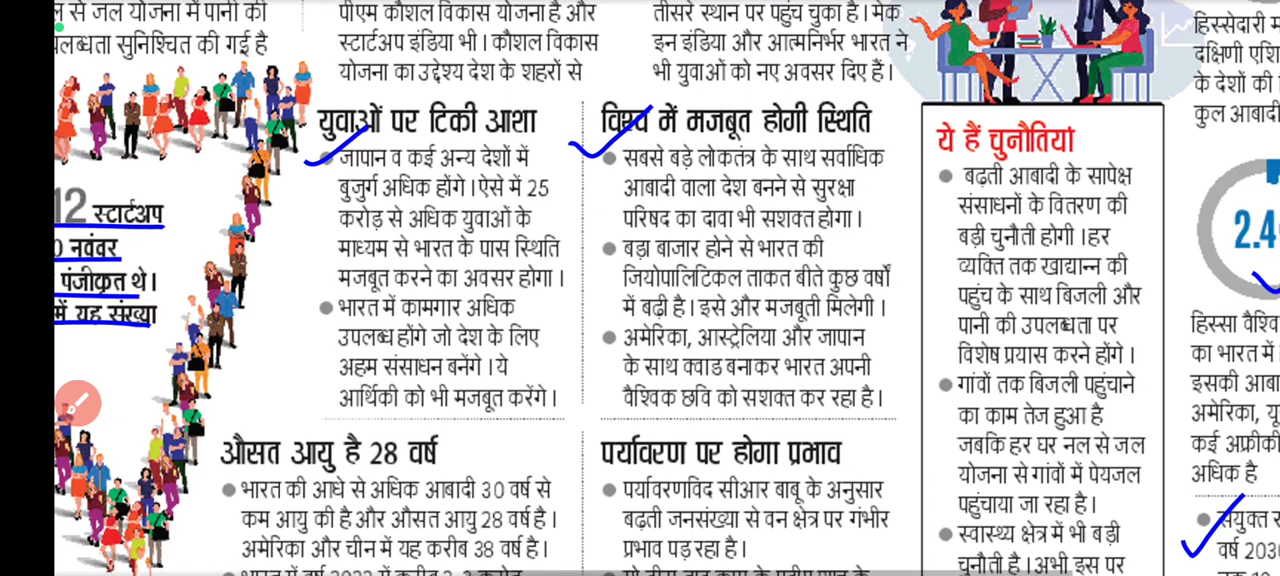 से जल योजना में पानी की
सुनिश्चित की गई है
12 स्टार्टअप
नवंबर
पंजीकृत थे।
में यह संख्या
पीएम कौशल विकास योजना है और
स्टार्टअप इंडिया भी। कौशल विकास
योजना का उद्देश्य देश के शहरों से
तीसरे स्थान पर पहुंच चुका है। मेक
इन इंडिया और आत्मनिर्भर भारत ने
भी युवाओं को नए अवसर दिए हैं।
युवाओं पर टिकी आशा
जापान व कई अन्य देशों में
बुजुर्ग अधिक होंगे। ऐसे में 25
करोड़ से अधिक युवाओं के
माध्यम से भारत के पास स्थिति
मजबूत करने का अवसर होगा।
भारत में कामगार अधिक
उपलब्ध होंगे जो देश के लिए
अहम संसाधन बनेंगे। ये
आर्थिकी को भी मजबूत करेंगे।
विश्व में मजबूत होगी स्थिति
सबसे बड़े लोकतंत्र के साथ सर्वाधिक
आबादी वाला देश बनने से सुरक्षा
परिषद का दावा भी सशक्त होगा।
बड़ा बाजार होने से भारत की
जियोपालिटिकल ताकत बीते कुछ वर्षों
में बढ़ी है। इसे और मजबूती मिलेगी।
अमेरिका, आस्ट्रेलिया और जापान
के साथ क्वाड बनाकर भारत अपनी
वैश्विक छवि को सशक्त कर रहा है।
औसत आयु है 28 वर्ष
भारत की आधे से अधिक आबादी 30 वर्ष से
कम आयु की है और औसत आयु 28 वर्ष है।
अमेरिका और चीन में यह करीब 38 वर्ष है।
पर्यावरण पर होगा प्रभाव
पर्यावरणविद सीआर बाबू के अनुसार
बढ़ती जनसंख्या से वन क्षेत्र पर गंभीर
प्रभाव पड़ रहा है।
ये हैं चुनौतियां
बढ़ती आबादी के सापेक्ष
संसाधनों के वितरण की
बड़ी चुनौती होगी। हर
व्यक्ति तक खाद्यान्न की
पहुंच के साथ बिजली और
पानी की उपलब्धता पर
विशेष प्रयास करने होंगे।
गांवों तक बिजली पहुंचाने
का काम तेज हुआ है
जबकि हर घर नल से जल
योजना से गांवों में पेयजल
पहुंचाया जा रहा है।
स्वास्थ्य क्षेत्र में भी बड़ी
चुनौती है। अभी इस पर
हिस्सेदारी
दक्षिणी
के देशों की
कुल आबादी
2.4
हिस्सा
का भारत में
इसकी
अमेरिका,
कई अफ्रीकी
अधिक है
संयुक्त
वर्ष